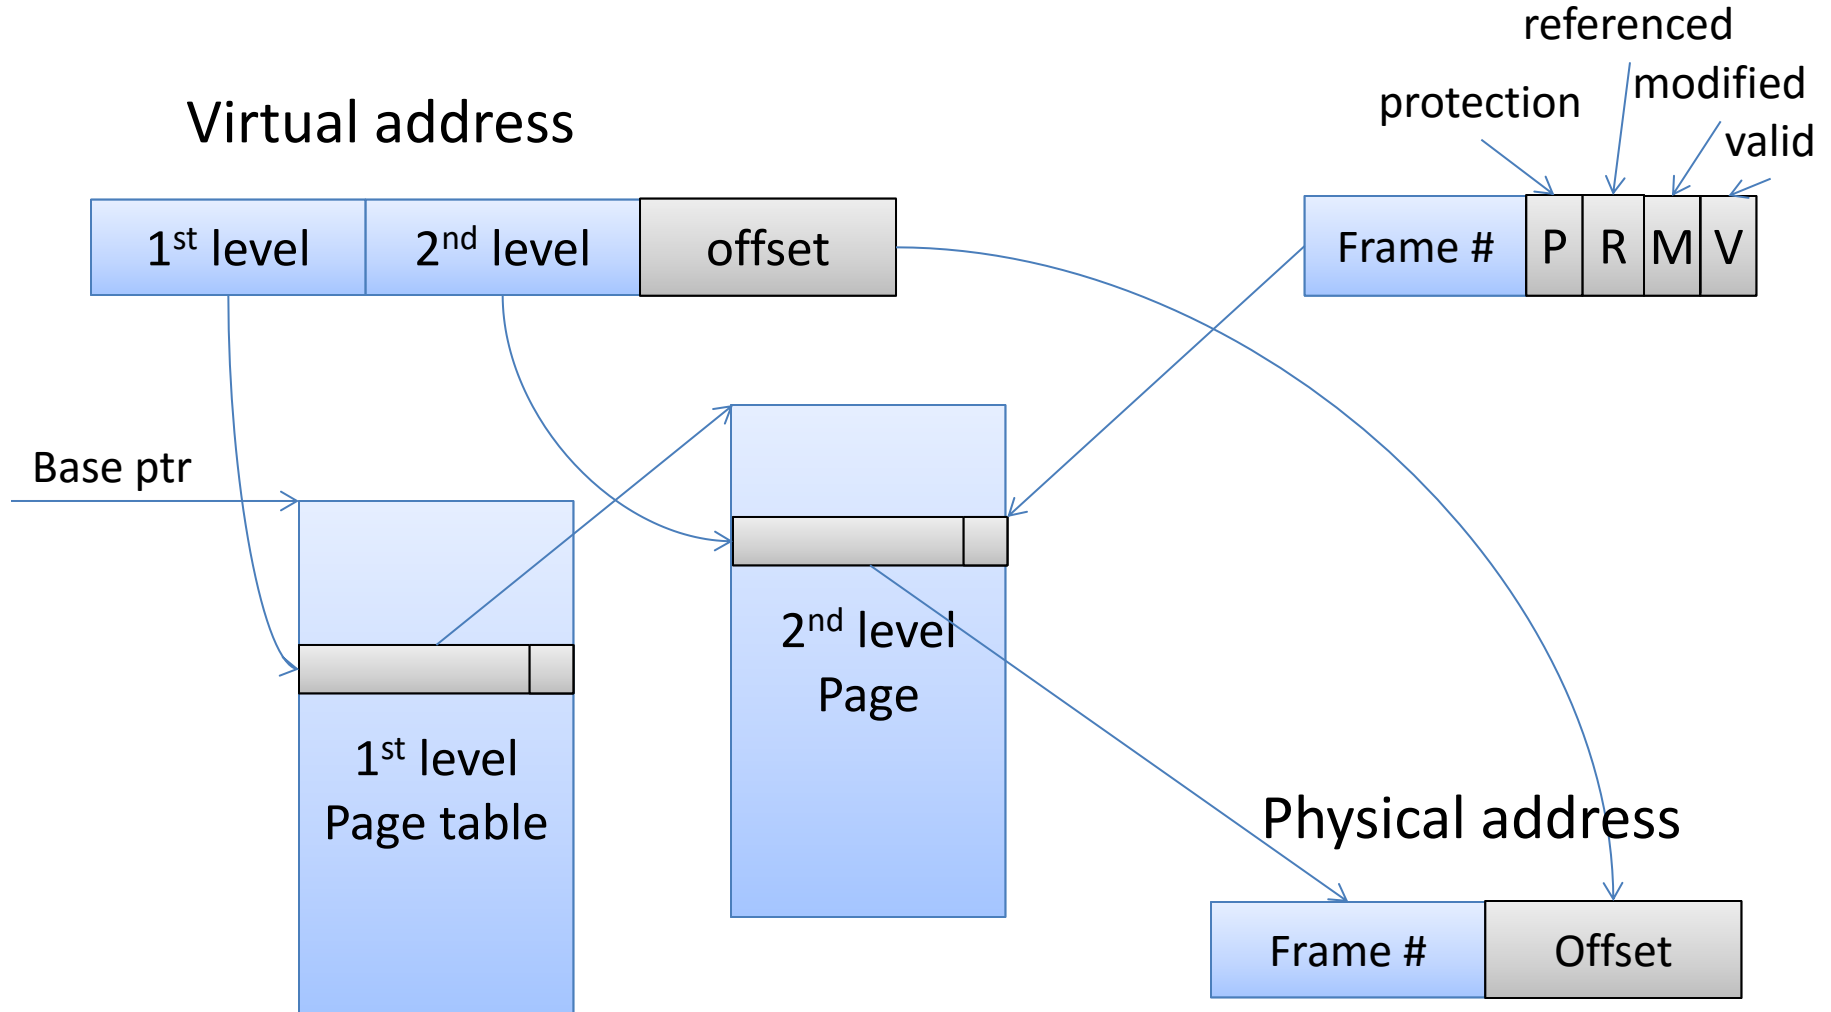 referenced
modified
protection
valid
Virtual address
1st level
2nd level
offset
Frame #
P
R
M
V
Base ptr
2nd level
Page
1st level
Page table
Physical address
Frame #
Offset